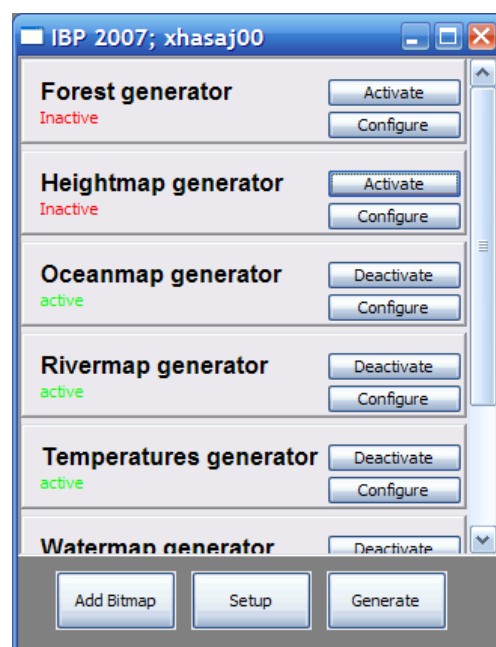 IBP 2007; xhasaj00
Forest generator
Activate
Inactive
Configure
Heightmap generator
Activate
Inactive
Configure
Oceanmap generator
Deactivate
active
Configure
Rivermap generator
Deactivate
active
Configure
Temperatures generator
Deactivate
active
Configure
Watermap generator
Deactivate
Add Bitmap
Setup
Generate